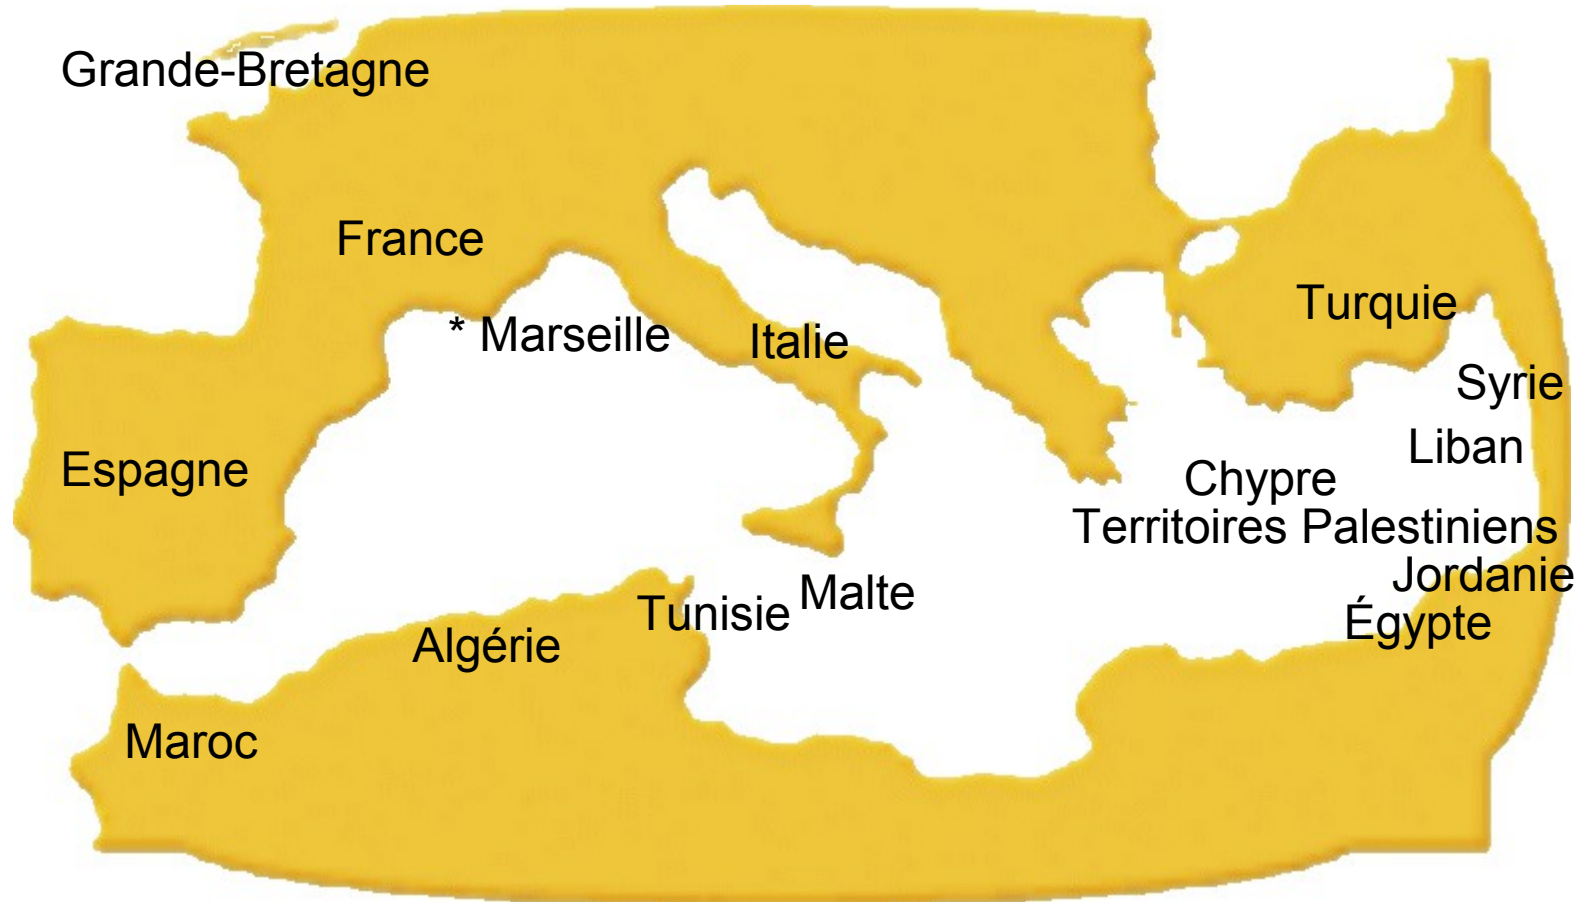 Grande-Bretagne
France
Turquie
* Marseille
Italie
Syrie
Liban
Espagne
Chypre
Territoires Palestiniens
Jordanie
Malte
Tunisie
Égypte
Algérie
Maroc